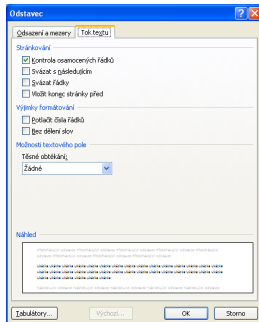 Odstavec
Odsazení a mezery
Tok textu
Stránkování
Kontrola osamocených řádků
Svázat s následujícím
Svázat řádky
Vložit konec stránky před
Výjimky formátování
Potlačit čísla řádků
Bez dělení slov
Možnosti textového pole
Těsné obtékání:
Žádné
Náhled
Tabulátory...
Výchozí...
OK
Storno